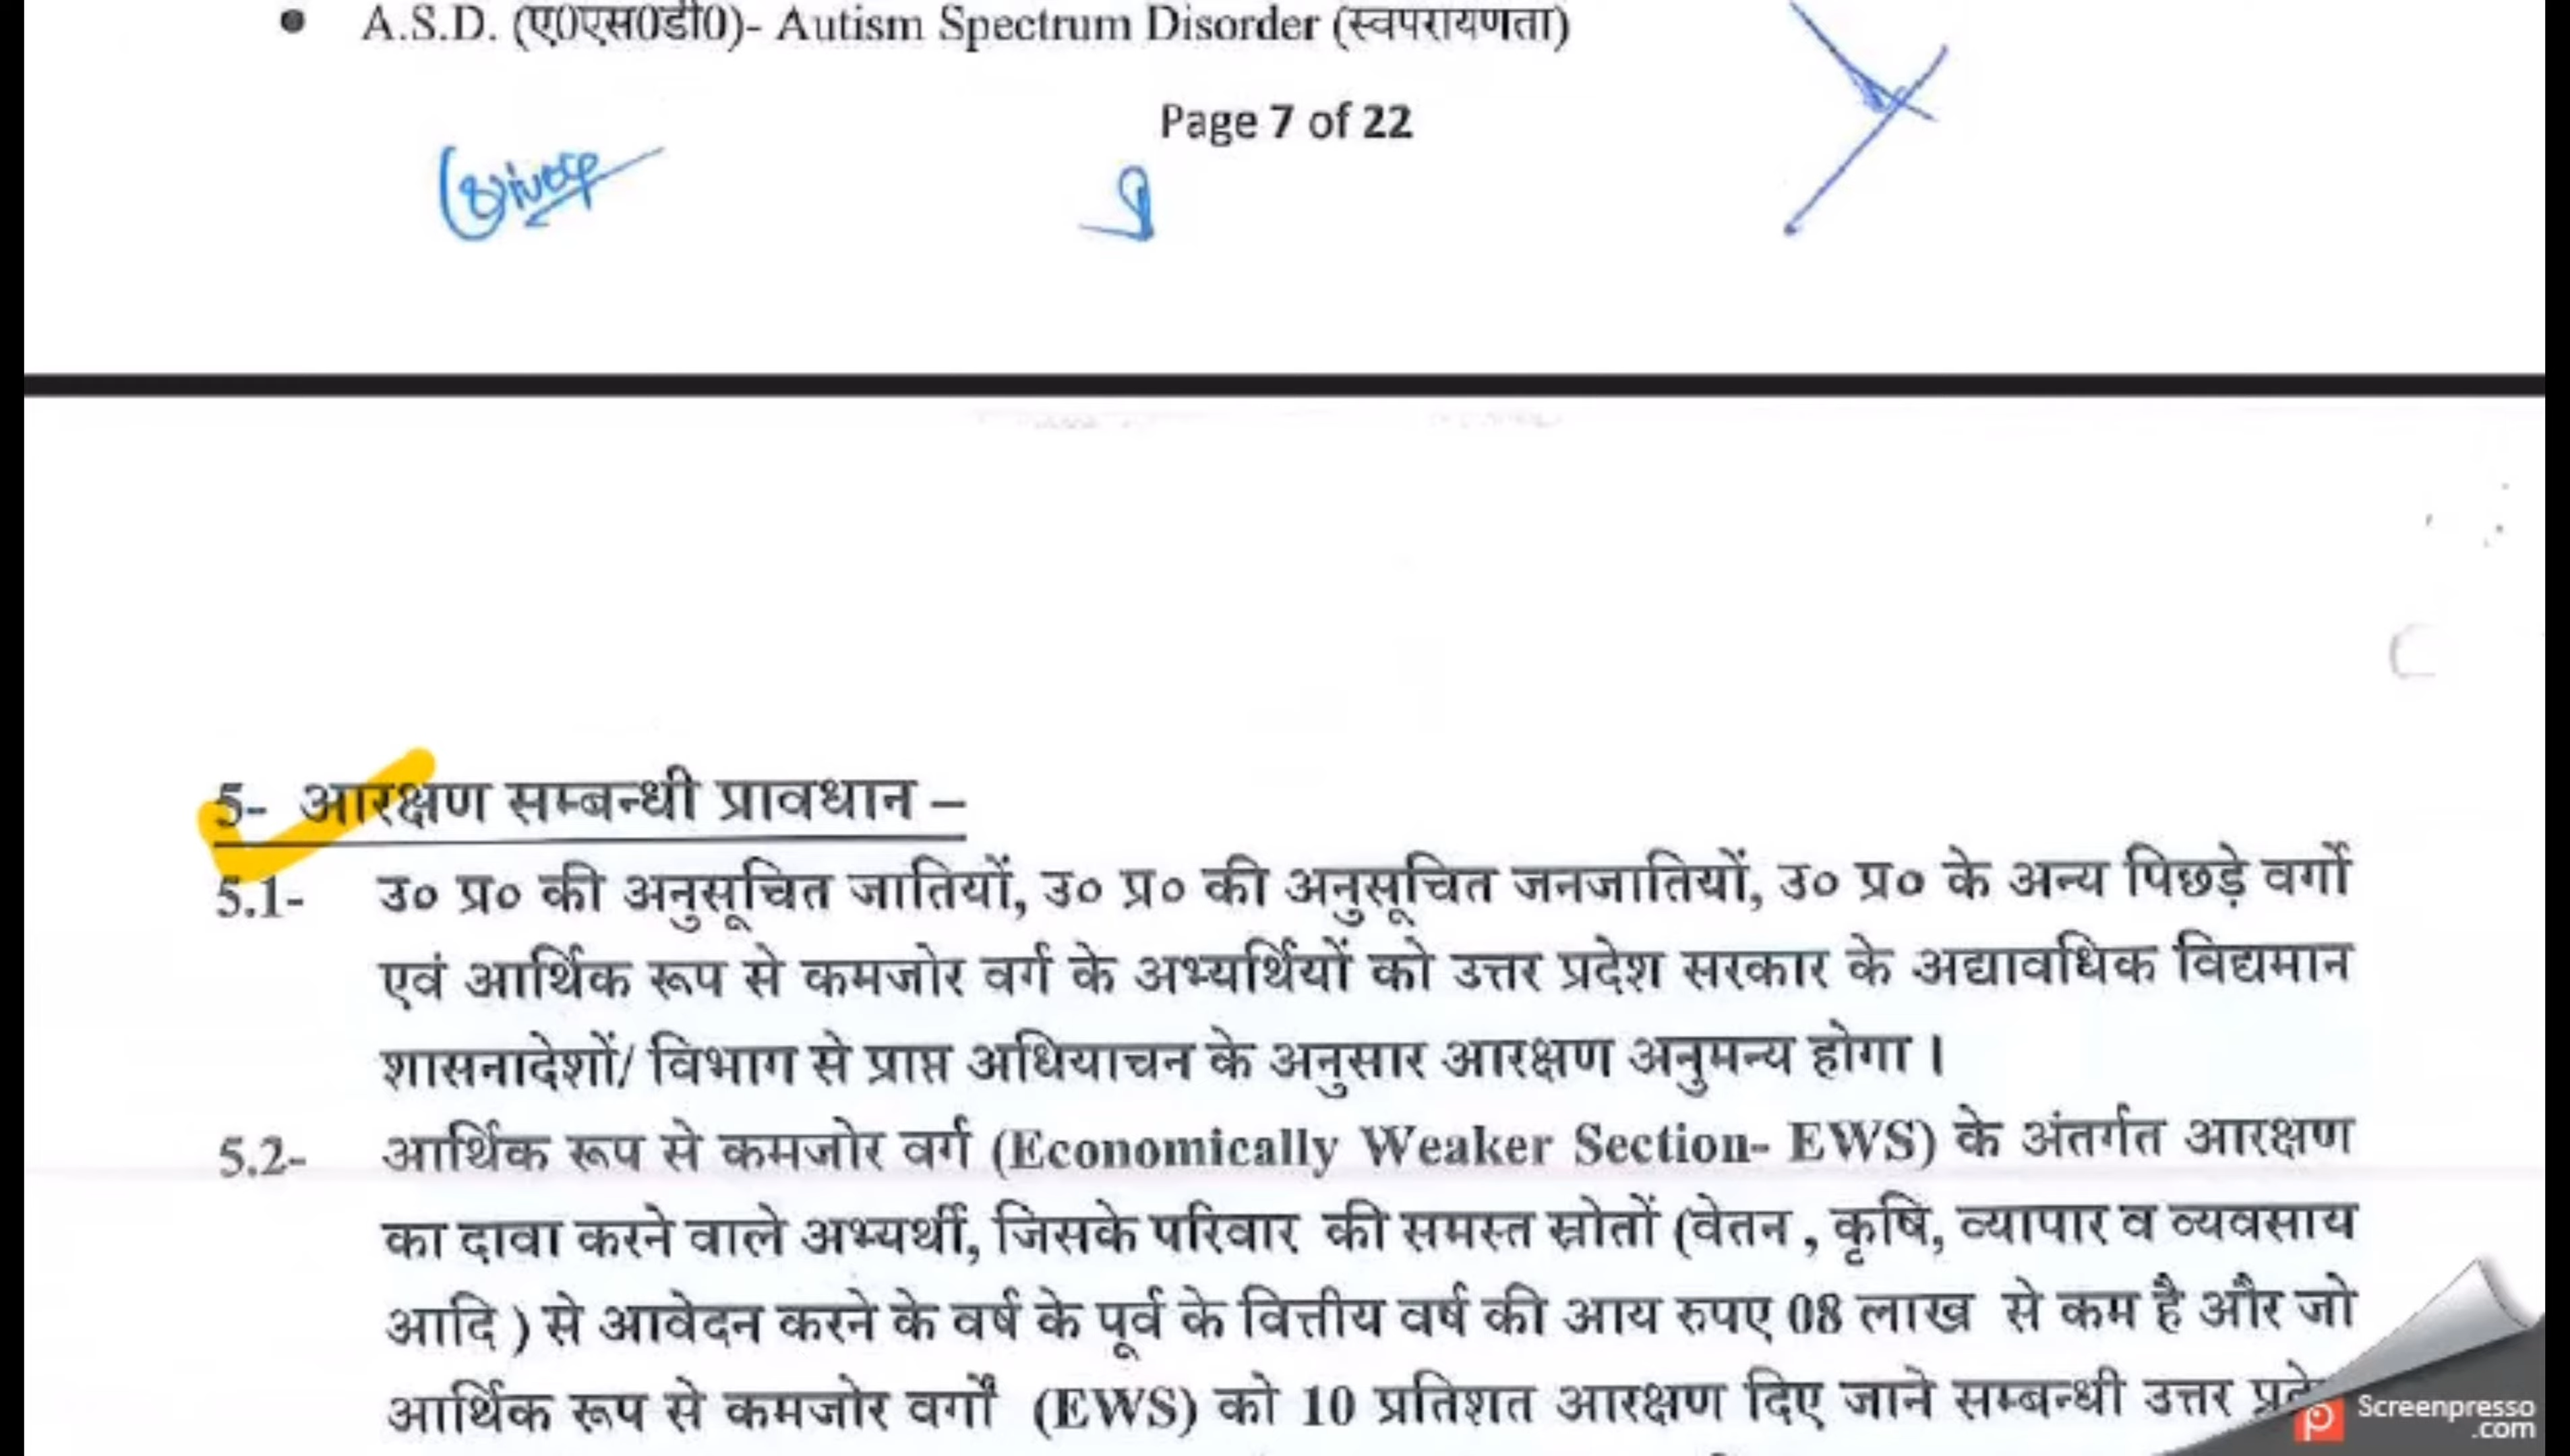 • A.S.D. (ए0एस0डी0)- Autism Spectrum Disorder (स्वपरायणता)
Page 7 of 22
5- आरक्षण सम्बन्धी प्रावधान –
5.1- उ० प्र० की अनुसूचित जातियों, उ० प्र० की अनुसूचित जनजातियों, उ० प्र० के अन्य पिछड़े वर्गों
एवं आर्थिक रूप से कमजोर वर्ग के अभ्यर्थियों को उत्तर प्रदेश सरकार के अद्यावधिक विद्यमान
शासनादेशों/ विभाग से प्राप्त अधियाचन के अनुसार आरक्षण अनुमन्य होगा ।
5.2- आर्थिक रूप से कमजोर वर्ग (Economically Weaker Section- EWS) के अंतर्गत आरक्षण
का दावा करने वाले अभ्यर्थी, जिसके परिवार की समस्त स्रोतों (वेतन , कृषि, व्यापार व व्यवसाय
आदि ) से आवेदन करने के वर्ष के पूर्व के वित्तीय वर्ष की आय रुपए 08 लाख से कम है और जो
आर्थिक रूप से कमजोर वर्गों (EWS) को 10 प्रतिशत आरक्षण दिए जाने सम्बन्धी उत्तर
Screenpresso
.com